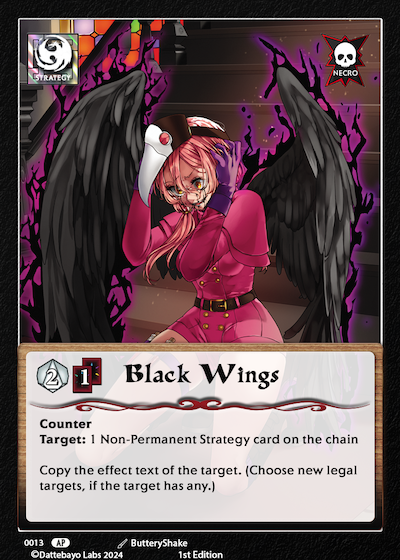 STRATEGY
NECRO
2 1 Black Wings
Counter
Target: 1 Non-Permanent Strategy card on the chain
Copy the effect text of the target. (Choose new legal
targets, if the target has any.)
0013 AP ButteryShake
©Dattebayo Labs 2024 1st Edition